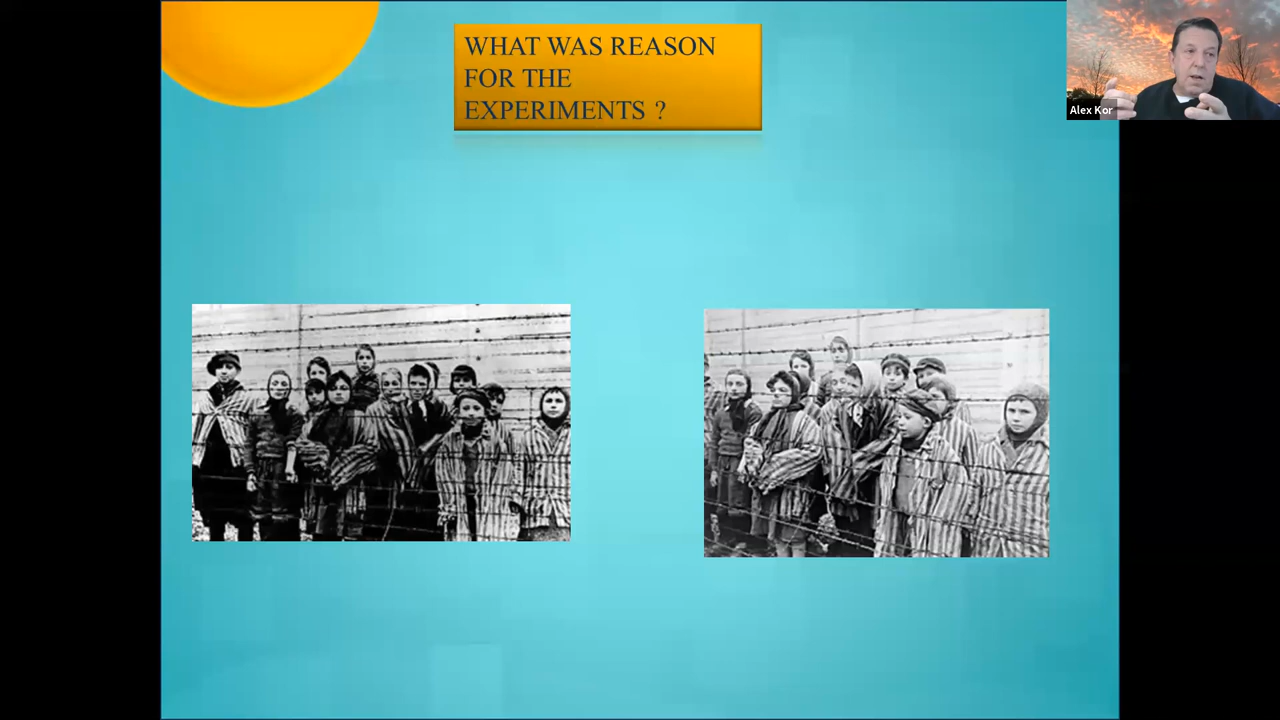 WHAT WAS REASON
FOR THE
EXPERIMENTS ?
Alex Kor